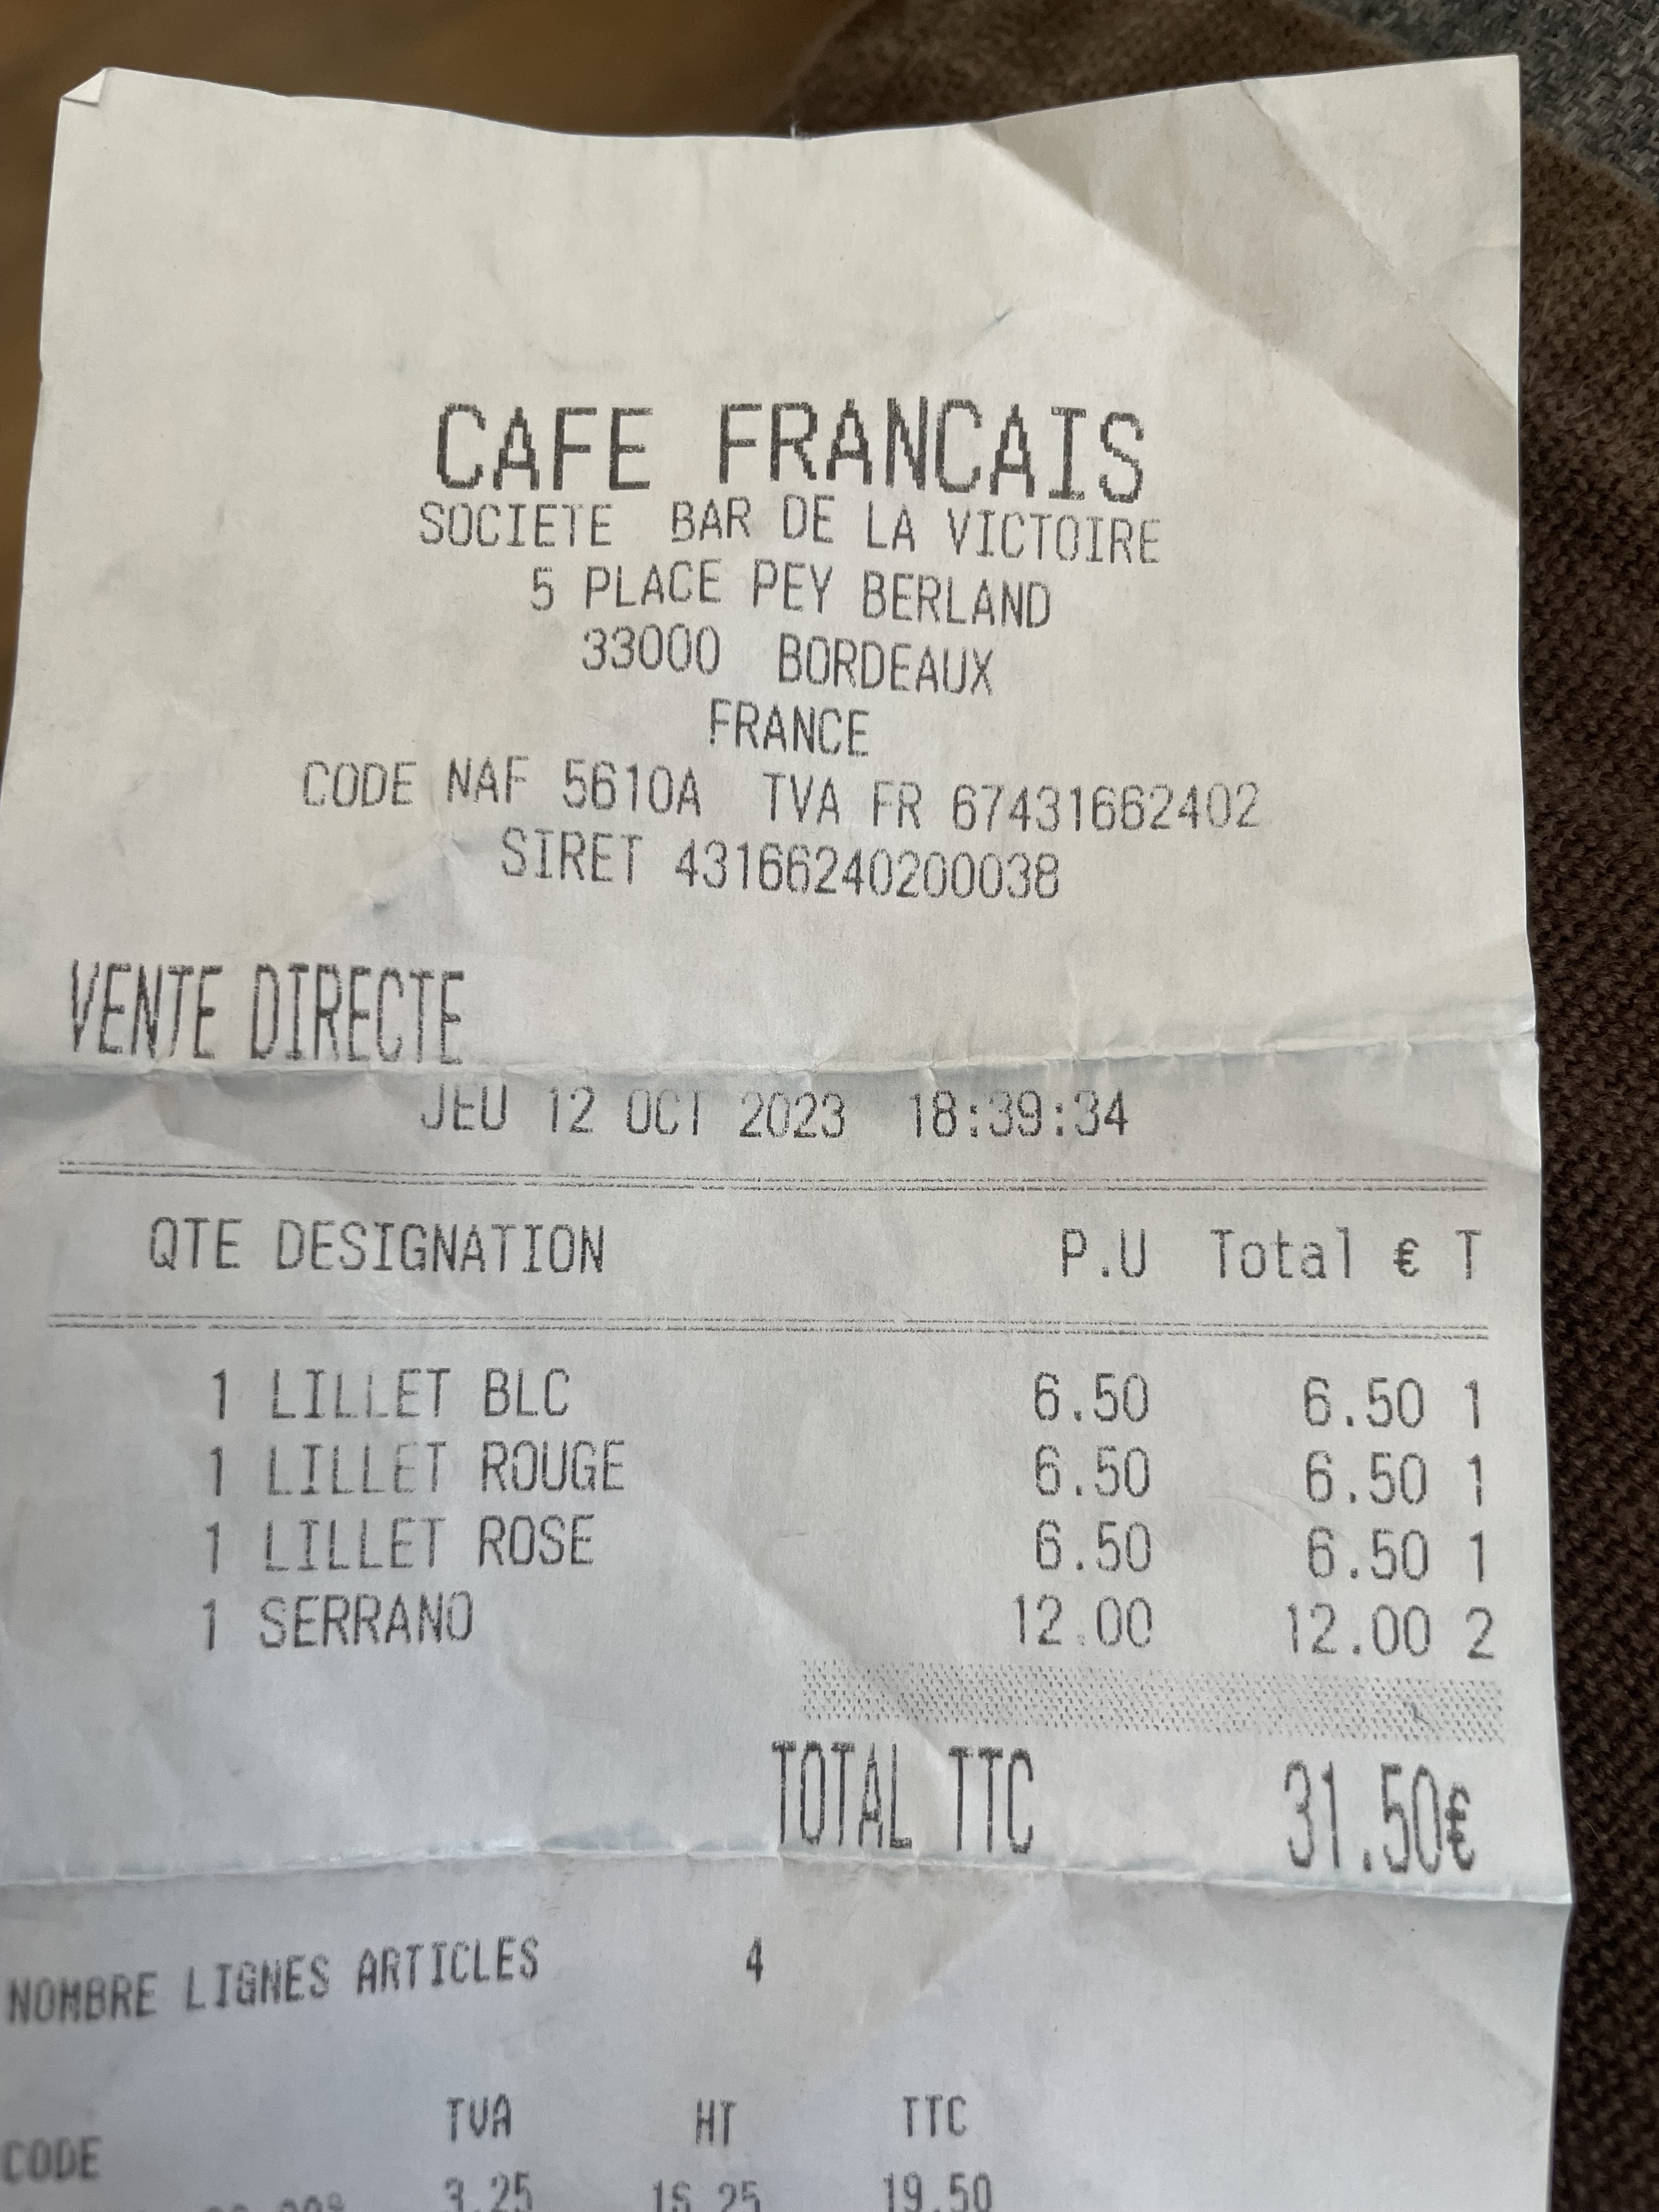 CAFE FRANCAIS
SOCIETE BAR DE LA VICTOIRE
5 PLACE PEY BERLAND
33000 BORDEAUX
FRANCE
CODE NAF 5610A TVA FR 67431662402
SIRET 43166240200038
VENTE DIRECTE
JEU 12 OCT 2023 18:39:34
QTE DESIGNATION P.U Total € T
1 LILLET BLC 6.50 6.50 1
1 LILLET ROUGE 6.50 6.50 1
1 LILLET ROSE 6.50 6.50 1
1 SERRANO 12.00 12.00 2
TOTAL TTC 31.50€
NOMBRE LIGNES ARTICLES 4
CODE TVA HT TTC
3.25 16.25 19.50